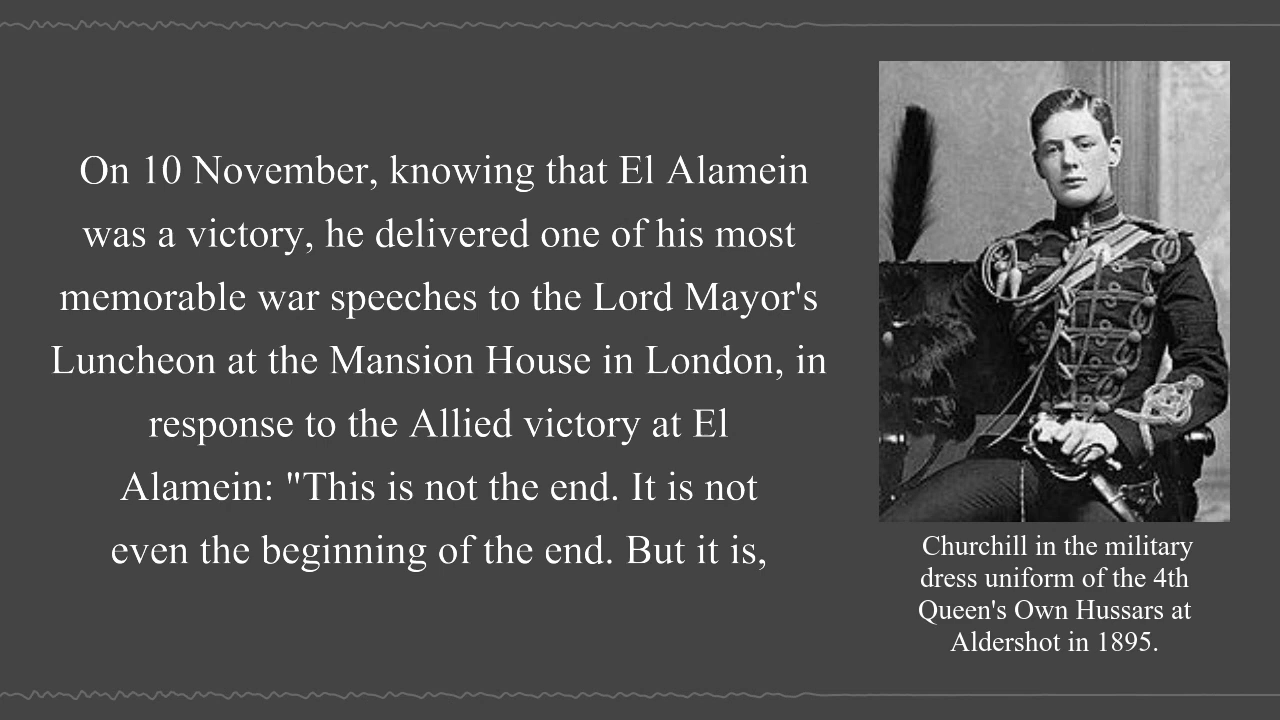 On 10 November, knowing that El Alamein
was a victory, he delivered one of his most
memorable war speeches to the Lord Mayor's
Luncheon at the Mansion House in London, in
response to the Allied victory at El
Alamein: "This is not the end. It is not
even the beginning of the end. But it is,
Churchill in the military
dress uniform of the 4th
Queen's Own Hussars at
Aldershot in 1895.